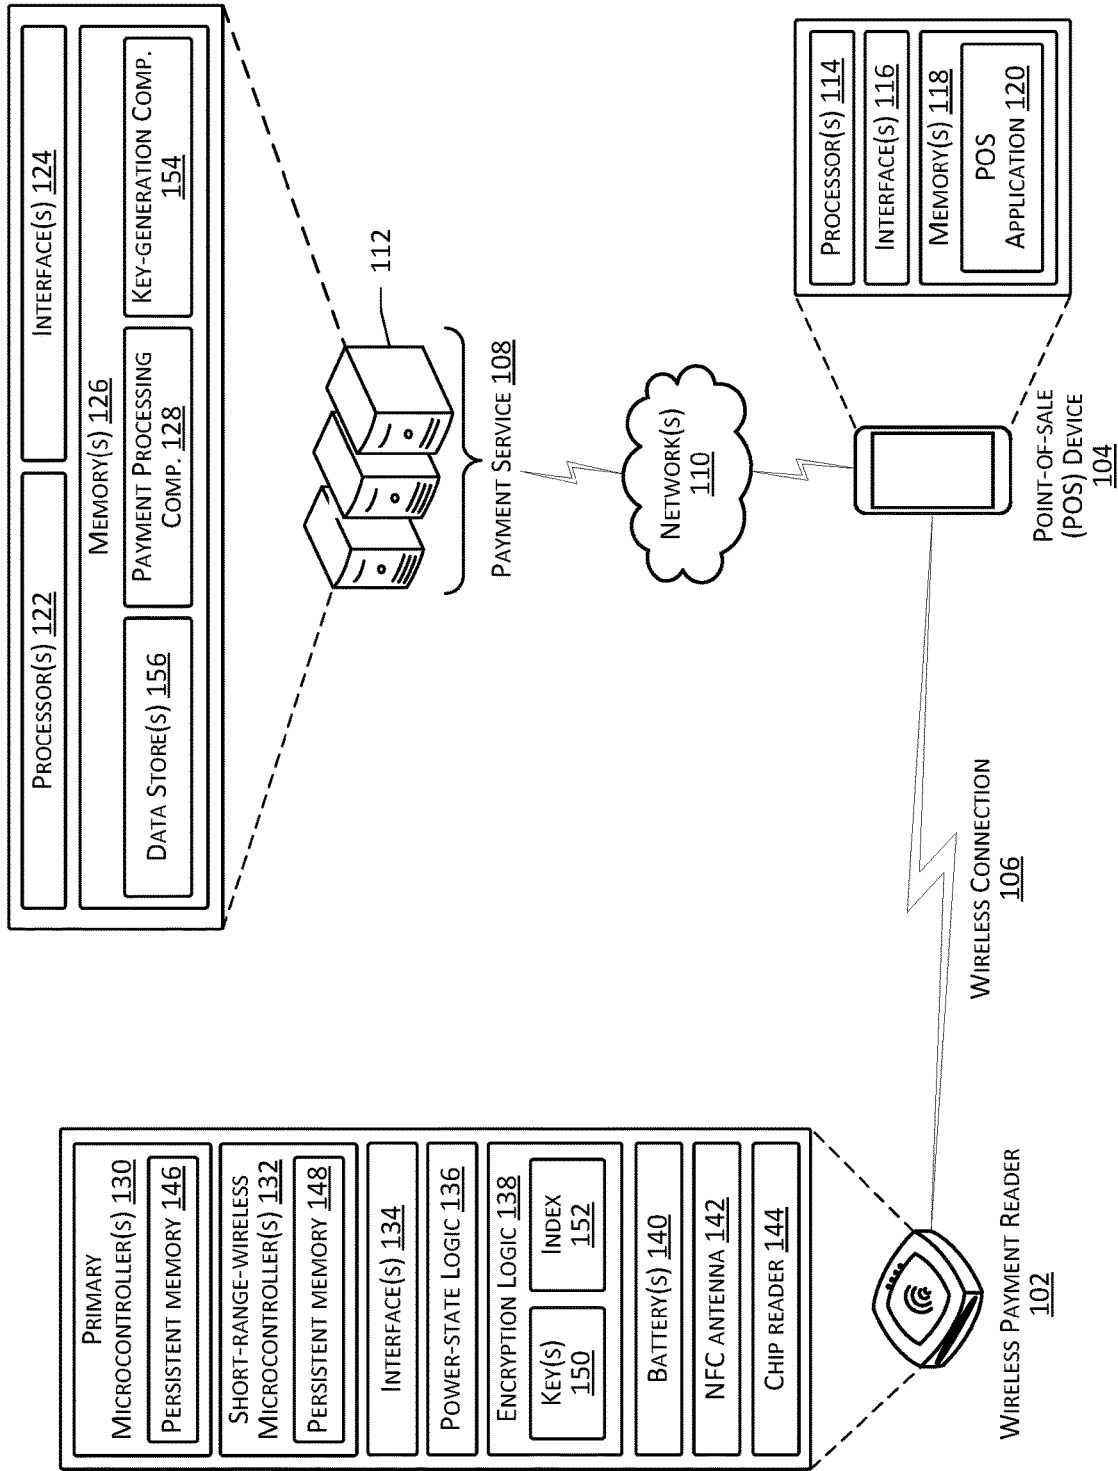 PROCESSOR(S) 122
INTERFACE(S) 124
MEMORY(S) 126
DATA STORE(S) 156
PAYMENT PROCESSING
COMP. 128
KEY-GENERATION COMP.
154
112
PAYMENT SERVICE 108
NETWORK(S)
110
PRIMARY
MICROCONTROLLER(S) 130
PERSISTENT MEMORY 146
SHORT-RANGE-WIRELESS
MICROCONTROLLER(S) 132
PERSISTENT MEMORY 148
INTERFACE(S) 134
POWER-STATE LOGIC 136
ENCRYPTION LOGIC 138
KEY(S)
150
INDEX
152
BATTERY(S) 140
NFC ANTENNA 142
CHIP READER 144
WIRELESS PAYMENT READER
102
WIRELESS CONNECTION
106
PROCESSOR(S) 114
INTERFACE(S) 116
MEMORY(S) 118
POS
APPLICATION 120
POINT-OF-SALE
(POS) DEVICE
104